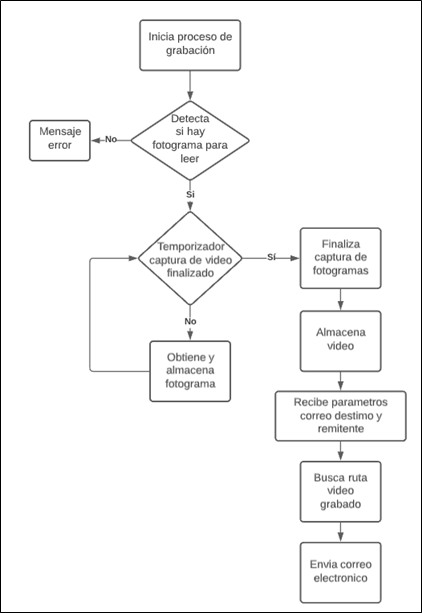 Inicia proceso de
grabación
Detecta
si hay
fotograma para
leer
No
Mensaje
error
Si
Temporizador
captura de video
finalizado
Sí
Finaliza
captura de
fotogramas
No
Obtiene y
almacena
fotograma
Almacena
video
Recibe parametros
correo destimo y
remitente
Busca ruta
video
grabado
Envia correo
electronico